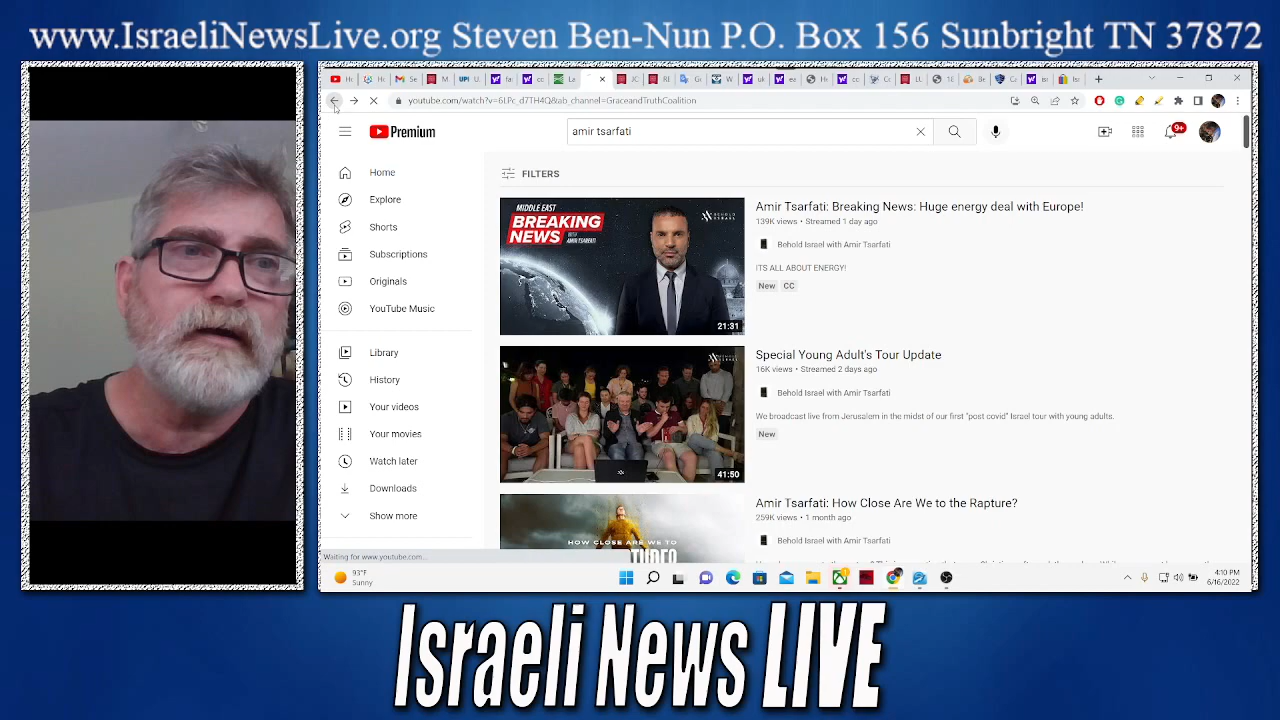 www.IsraeliNewsLive.org Steven Ben-Nun P.O. Box 156 Sunbright TN 37872
youtube.com/watch?v=6LPc_d7TH4Q&ab_channel=GraceandTruthCoalition
Premium
amir tsarfati
9+
Home
Explore
Shorts
Subscriptions
Originals
YouTube Music
Library
History
Your videos
Your movies
Watch later
Downloads
Show more
FILTERS
MIDDLE EAST
BREAKING
NEWS
WITH
AMIR TSARFATI
BEHOLD
ISRAEL
21:31
Amir Tsarfati: Breaking News: Huge energy deal with Europe!
139K views • Streamed 1 day ago
Behold Israel with Amir Tsarfati
ITS ALL ABOUT ENERGY!
New CC
41:50
Special Young Adult's Tour Update
16K views • Streamed 2 days ago
Behold Israel with Amir Tsarfati
We broadcast live from Jerusalem in the midst of our first "post covid" Israel tour with young adults.
New
HOW CLOSE ARE WE TO
Amir Tsarfati: How Close Are We to the Rapture?
259K views • 1 month ago
Behold Israel with Amir Tsarfati
Waiting for www.youtube.com...
93°F
Sunny
4:10 PM
6/16/2022
Israeli News LIVE